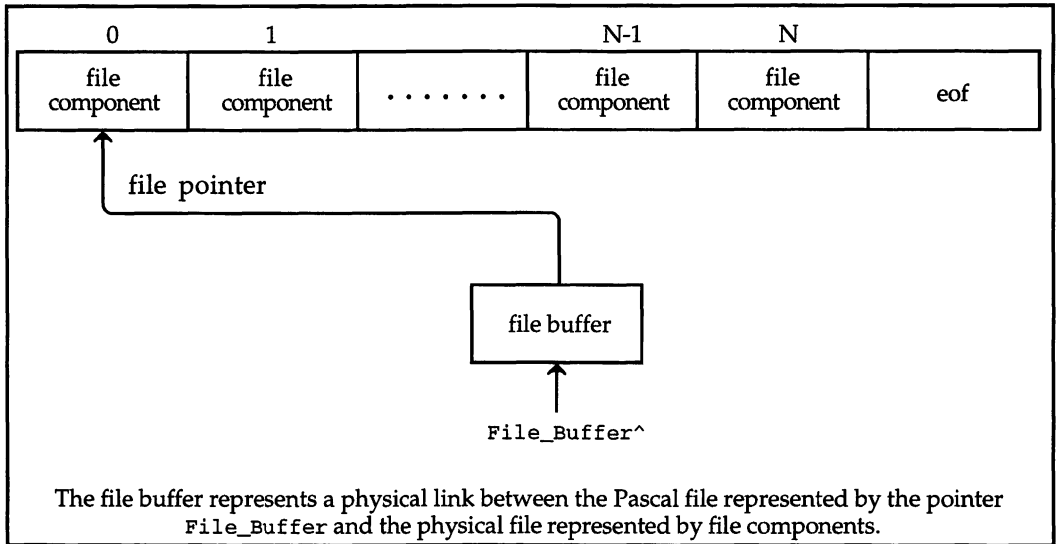 0 1 N-1 N
file component file component ....... file component file component eof
file pointer
file buffer
File_Buffer^
The file buffer represents a physical link between the Pascal file represented by the pointer
File_Buffer and the physical file represented by file components.